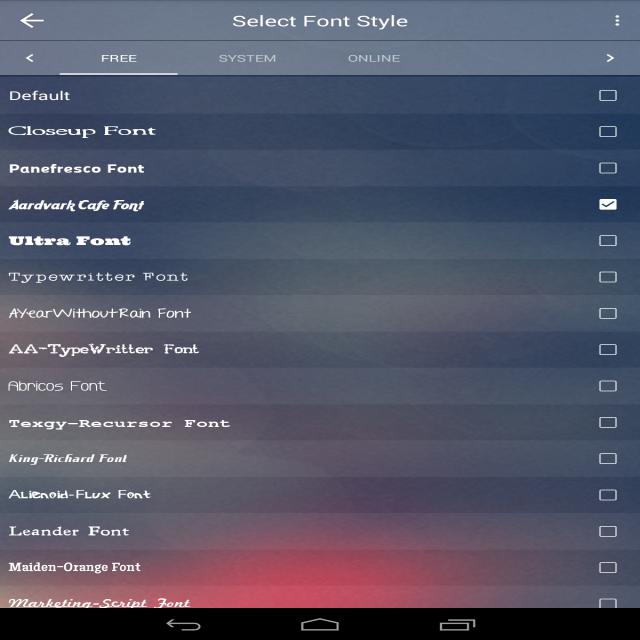 Select Font Style
FREE SYSTEM ONLINE
Default
Closeup Font
Panefresco Font
Aardvark Cafe Font
Ultra Font
Typewritter Font
AYearWithoutRain Font
AA-TypeWritter Font
Abricos Font
Texgy-Recursor Font
King-Richard Font
Alienoid-Flux Font
Leander Font
Maiden-Orange Font
Marketing-Script Font